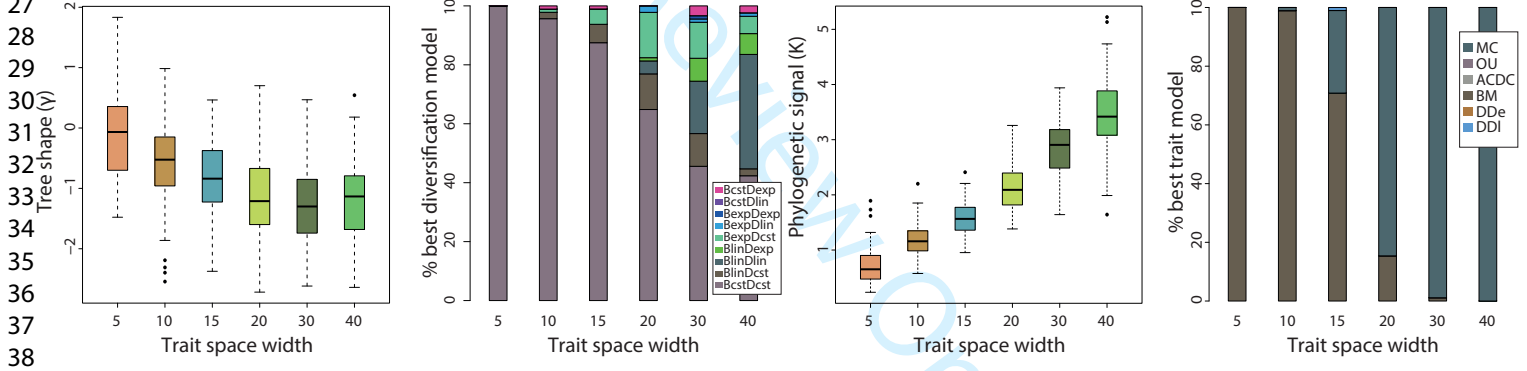 27
28
29
30
31
32
33
34
35
36
37
38
Tree shape (γ)
2
1
0
−1
−2
5 10 15 20 30 40
Trait space width
% best diversification model
10
80
60
40
20
0
BcstDexp
BcstDlin
BexpDexp
BexpDlin
BexpDcst
BlinDexp
BlinDlin
BlinDcst
BcstDcst
5 10 15 20 30 40
Trait space width
Phylogenetic signal (K)
5
4
3
2
1
5 10 15 20 30 40
Trait space width
% best trait model
10
80
60
40
20
0
MC
OU
ACDC
BM
DDe
DDl
5 10 15 20 30 40
Trait space width